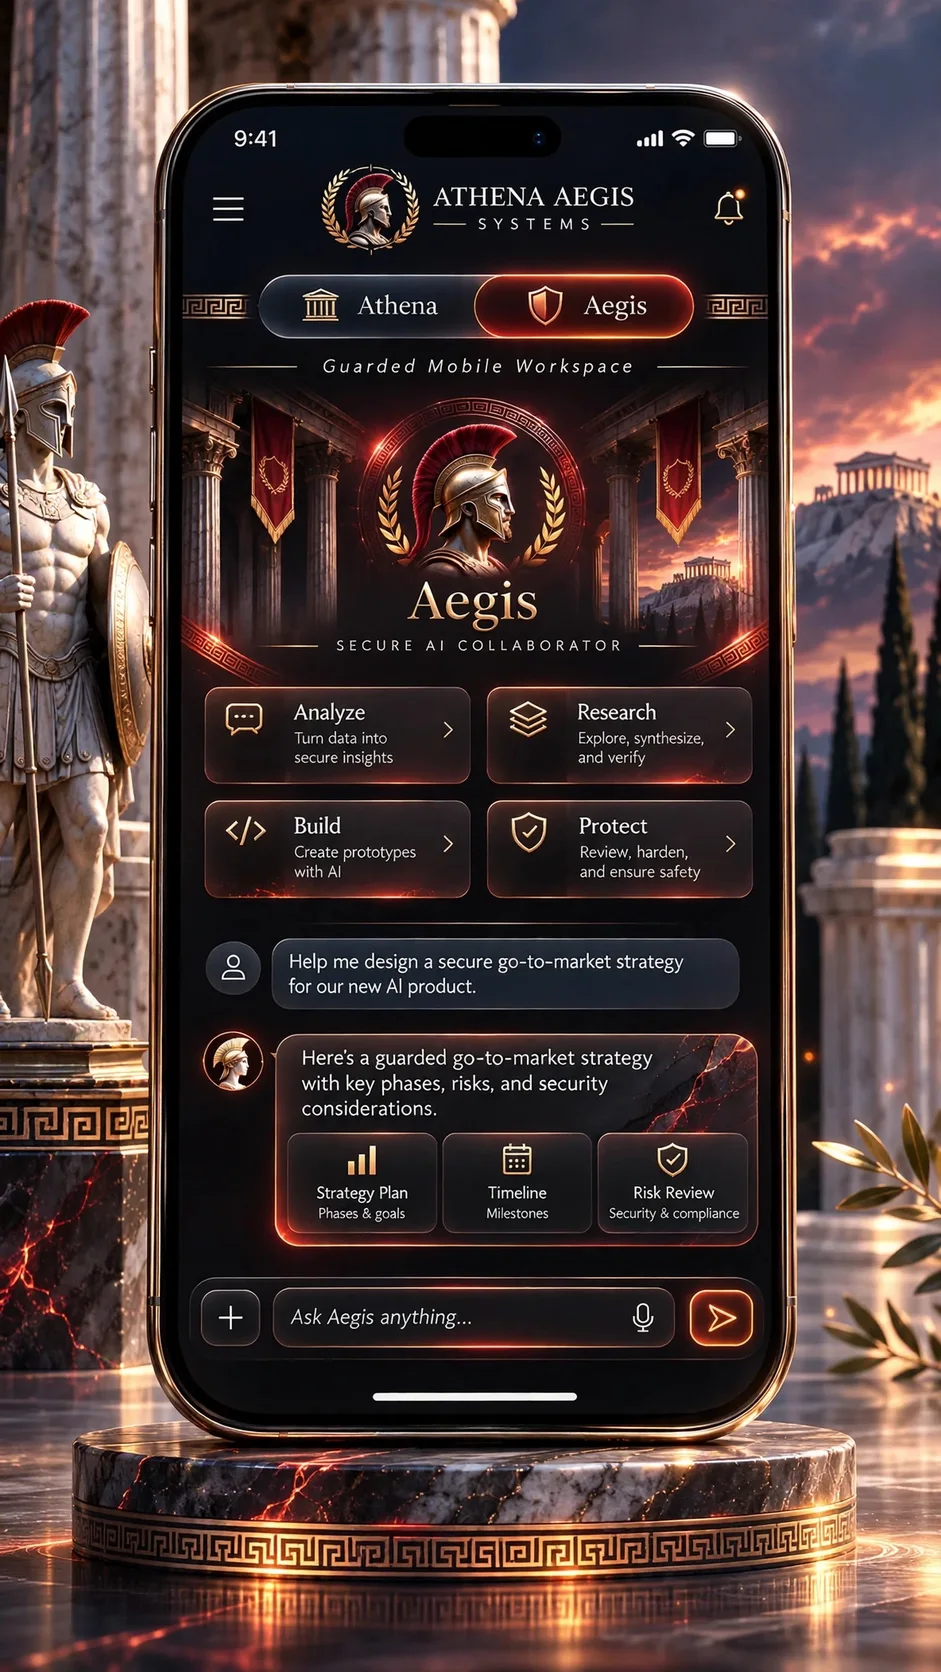 9:41
ATHENA AEGIS
SYSTEMS
Athena
Aegis
Guarded Mobile Workspace
Aegis
SECURE AI COLLABORATOR
Analyze
Turn data into
secure insights
Research
Explore, synthesize,
and verify
Build
Create prototypes
with AI
Protect
Review, harden,
and ensure safety
Help me design a secure go-to-market strategy
for our new AI product.
Here's a guarded go-to-market strategy
with key phases, risks, and security
considerations.
Strategy Plan
Phases & goals
Timeline
Milestones
Risk Review
Security & compliance
Ask Aegis anything...